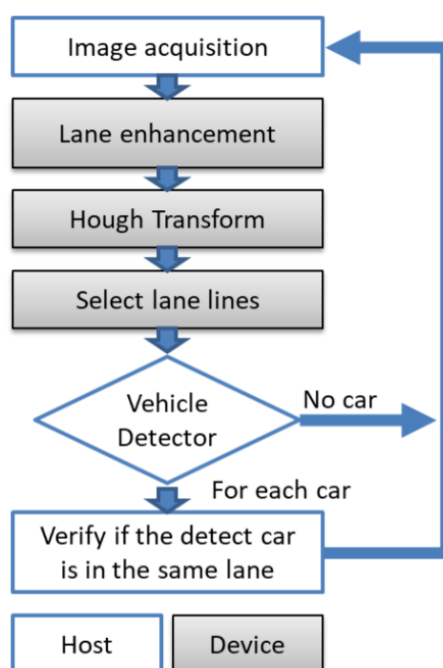 Image acquisition
Lane enhancement
Hough Transform
Select lane lines
Vehicle
Detector
No car
For each car
Verify if the detect car
is in the same lane
Host
Device